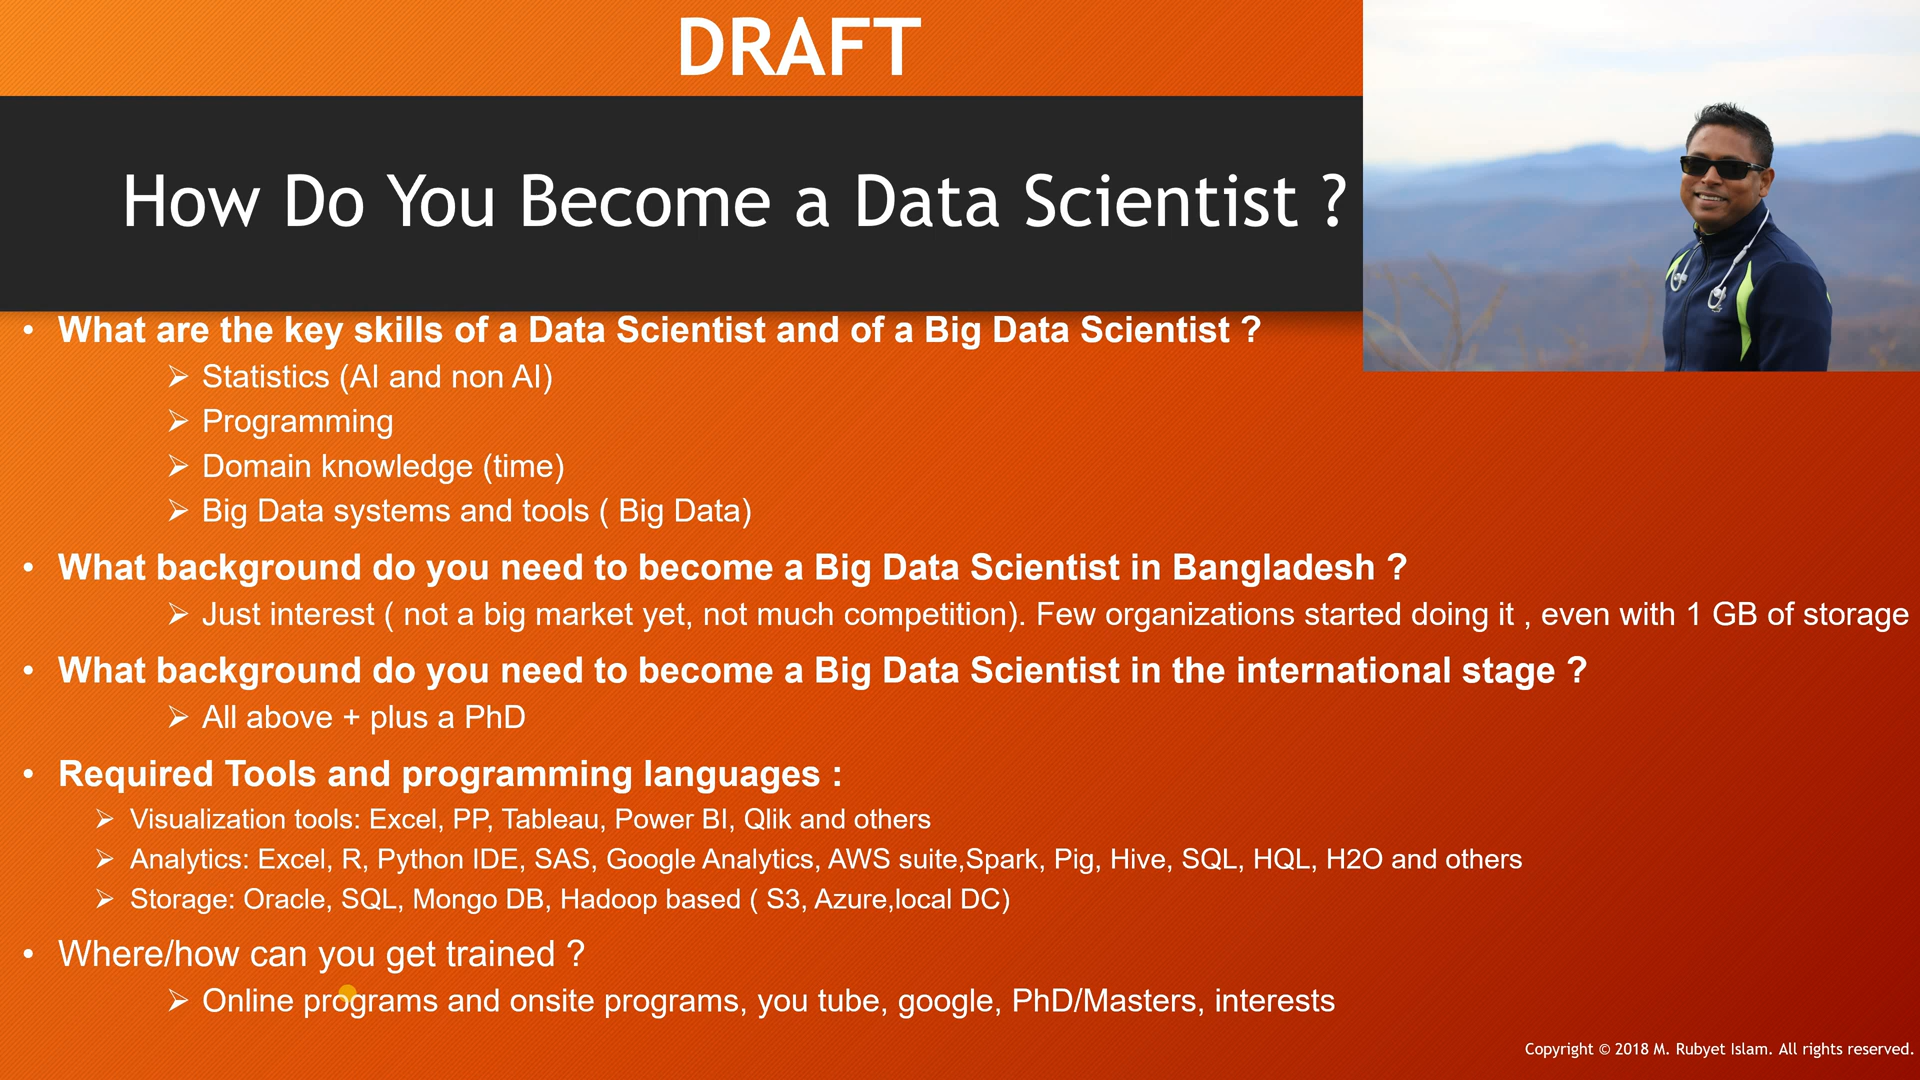 DRAFT
How Do You Become a Data Scientist ?
• What are the key skills of a Data Scientist and of a Big Data Scientist ?
➢ Statistics (AI and non AI)
➢ Programming
➢ Domain knowledge (time)
➢ Big Data systems and tools ( Big Data)
• What background do you need to become a Big Data Scientist in Bangladesh ?
➢ Just interest ( not a big market yet, not much competition). Few organizations started doing it , even with 1 GB of storage
• What background do you need to become a Big Data Scientist in the international stage ?
➢ All above + plus a PhD
• Required Tools and programming languages :
➢ Visualization tools: Excel, PP, Tableau, Power BI, Qlik and others
➢ Analytics: Excel, R, Python IDE, SAS, Google Analytics, AWS suite,Spark, Pig, Hive, SQL, HQL, H2O and others
➢ Storage: Oracle, SQL, Mongo DB, Hadoop based ( S3, Azure,local DC)
• Where/how can you get trained ?
➢ Online programs and onsite programs, you tube, google, PhD/Masters, interests
Copyright © 2018 M. Rubyet Islam. All rights reserved.